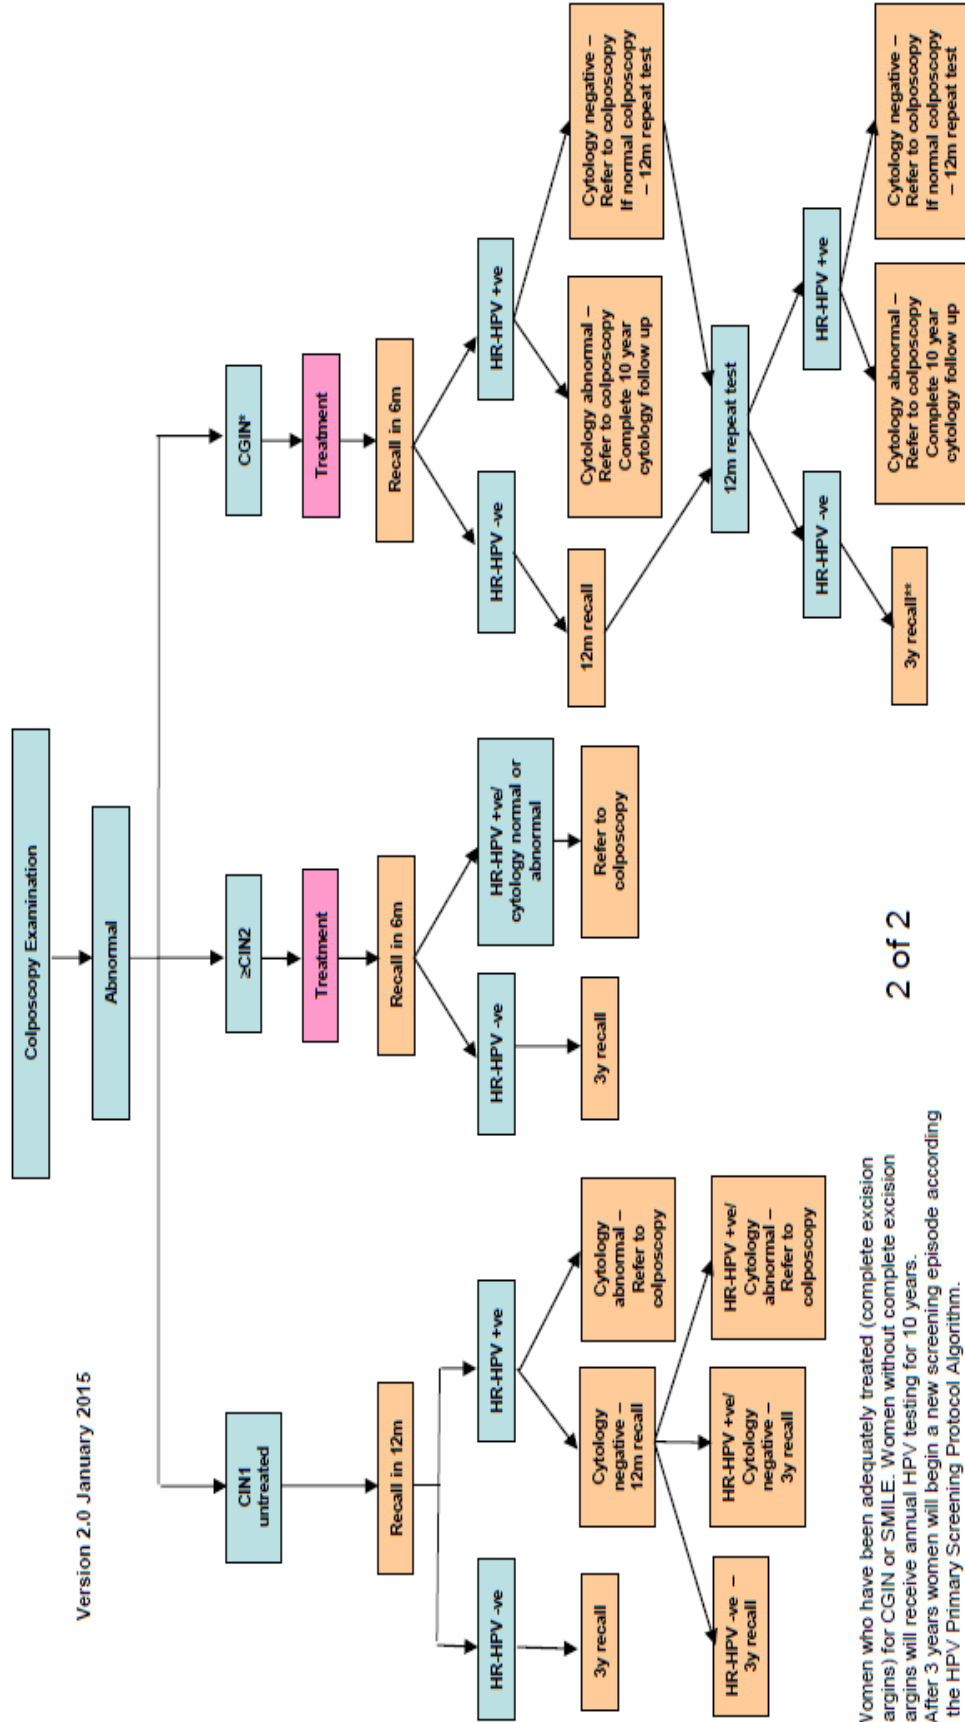 Version 2.0 January 2015
Colposcopy Examination
Abnormal
CIN1
untreated
≥CIN2
CGIN*
Treatment
Treatment
Recall in 12m
Recall in 6m
Recall in 6m
HR-HPV -ve
HR-HPV +ve
HR-HPV -ve
HR-HPV +ve/
cytology normal or
abnormal
HR-HPV -ve
HR-HPV +ve
3y recall
Cytology
negative –
12m recall
Cytology
abnormal –
Refer to
colposcopy
3y recall
Refer to
colposcopy
12m recall
Cytology abnormal –
Refer to colposcopy
Complete 10 year
cytology follow up
Cytology negative –
Refer to colposcopy
If normal colposcopy
– 12m repeat test
HR-HPV -ve –
3y recall
HR-HPV +ve/
Cytology
negative –
3y recall
HR-HPV +ve/
Cytology
abnormal –
Refer to
colposcopy
12m repeat test
HR-HPV -ve
HR-HPV +ve
3y recall**
Cytology abnormal –
Refer to colposcopy
Complete 10 year
cytology follow up
Cytology negative –
Refer to colposcopy
If normal colposcopy
– 12m repeat test
omen who have been adequately treated (complete excision
argins) for CGIN or SMILE. Women without complete excision
argins will receive annual HPV testing for 10 years.
After 3 years women will begin a new screening episode according
the HPV Primary Screening Protocol Algorithm.
2 of 2